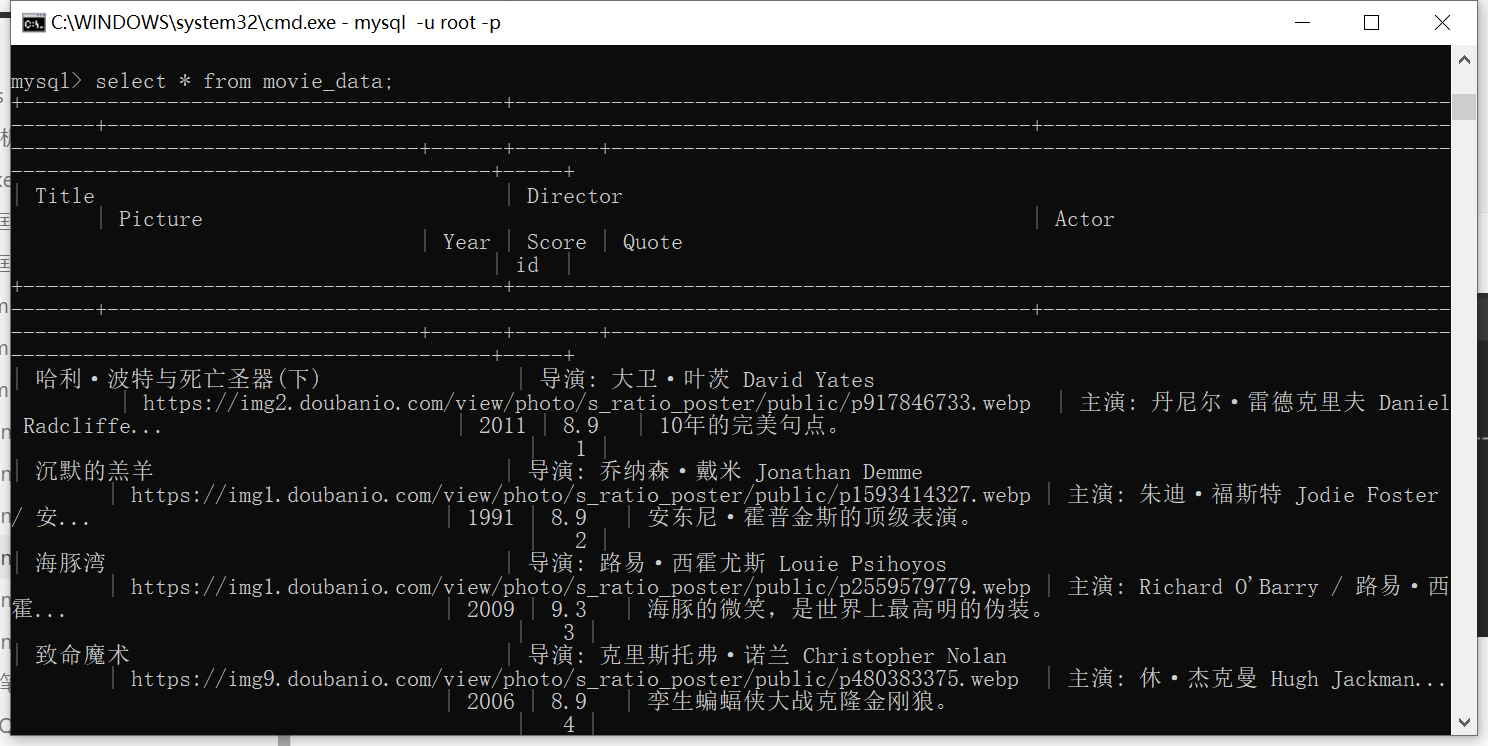 C:\WINDOWS\system32\cmd.exe - mysql -u root -p
mysql> select * from movie_data;
| Title | Director
| Picture | Actor
| Year | Score | Quote
| id |
| 哈利·波特与死亡圣器(下) | 导演: 大卫·叶茨 David Yates
| https://img2.doubanio.com/view/photo/s_ratio_poster/public/p917846733.webp | 主演: 丹尼尔·雷德克里夫 Daniel
Radcliffe... | 2011 | 8.9 | 10年的完美句点。
| 1 |
| 沉默的羔羊 | 导演: 乔纳森·戴米 Jonathan Demme
| https://img1.doubanio.com/view/photo/s_ratio_poster/public/p1593414327.webp | 主演: 朱迪·福斯特 Jodie Foster
/ 安... | 1991 | 8.9 | 安东尼·霍普金斯的顶级表演。
| 2 |
| 海豚湾 | 导演: 路易·西霍尤斯 Louie Psihoyos
| https://img1.doubanio.com/view/photo/s_ratio_poster/public/p2559579779.webp | 主演: Richard O'Barry / 路易·西
霍... | 2009 | 9.3 | 海豚的微笑，是世界上最高明的伪装。
| 3 |
| 致命魔术 | 导演: 克里斯托弗·诺兰 Christopher Nolan
| https://img9.doubanio.com/view/photo/s_ratio_poster/public/p480383375.webp | 主演: 休·杰克曼 Hugh Jackman...
| 2006 | 8.9 | 孪生蝙蝠侠大战克隆金刚狼。
| 4 |